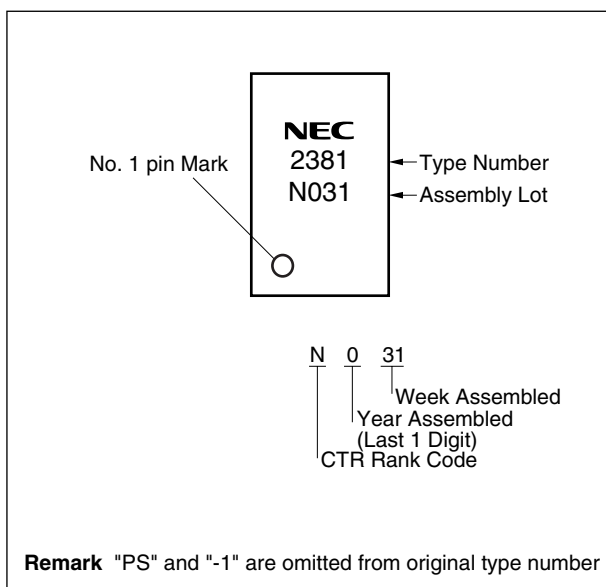 NEC
2381
N031
No. 1 pin Mark
Type Number
Assembly Lot
N 0 31
Week Assembled
Year Assembled
(Last 1 Digit)
CTR Rank Code
Remark "PS" and "-1" are omitted from original type number